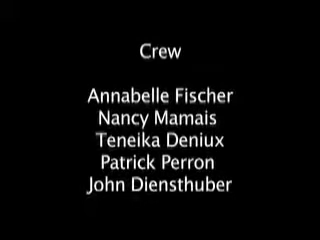 Crew
Annabelle Fischer
Nancy Mamais
Teneika Deniux
Patrick Perron
John Diensthuber